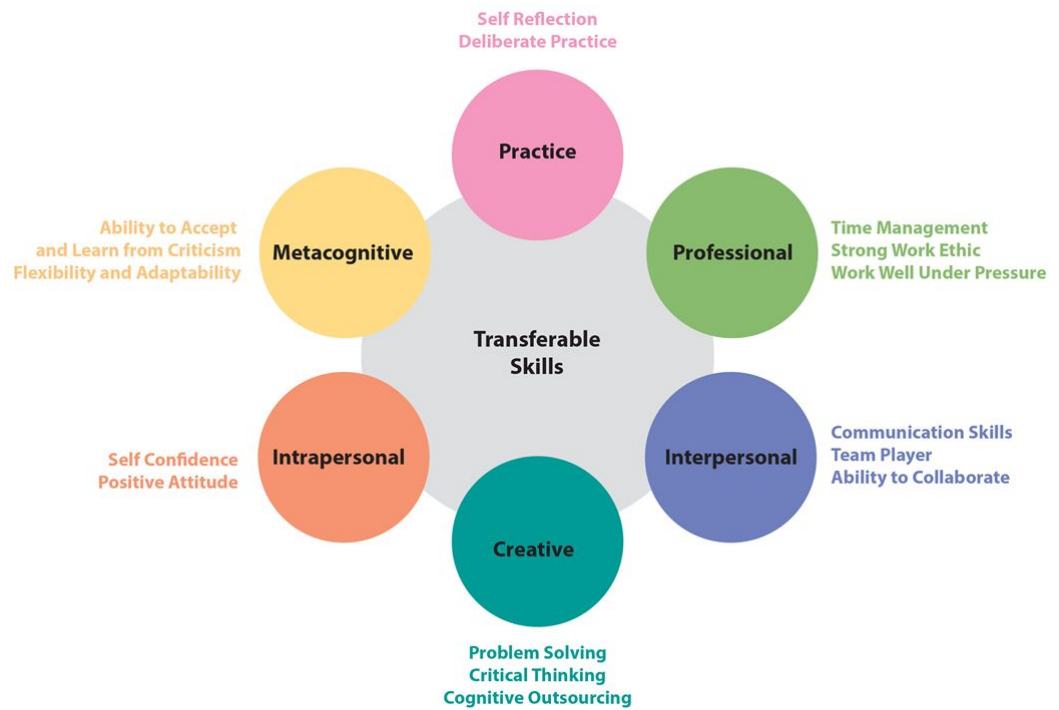 Self Reflection
Deliberate Practice
Practice
Metacognitive
Ability to Accept
and Learn from Criticism
Flexibility and Adaptability
Professional
Time Management
Strong Work Ethic
Work Well Under Pressure
Transferable
Skills
Intrapersonal
Self Confidence
Positive Attitude
Interpersonal
Communication Skills
Team Player
Ability to Collaborate
Creative
Problem Solving
Critical Thinking
Cognitive Outsourcing